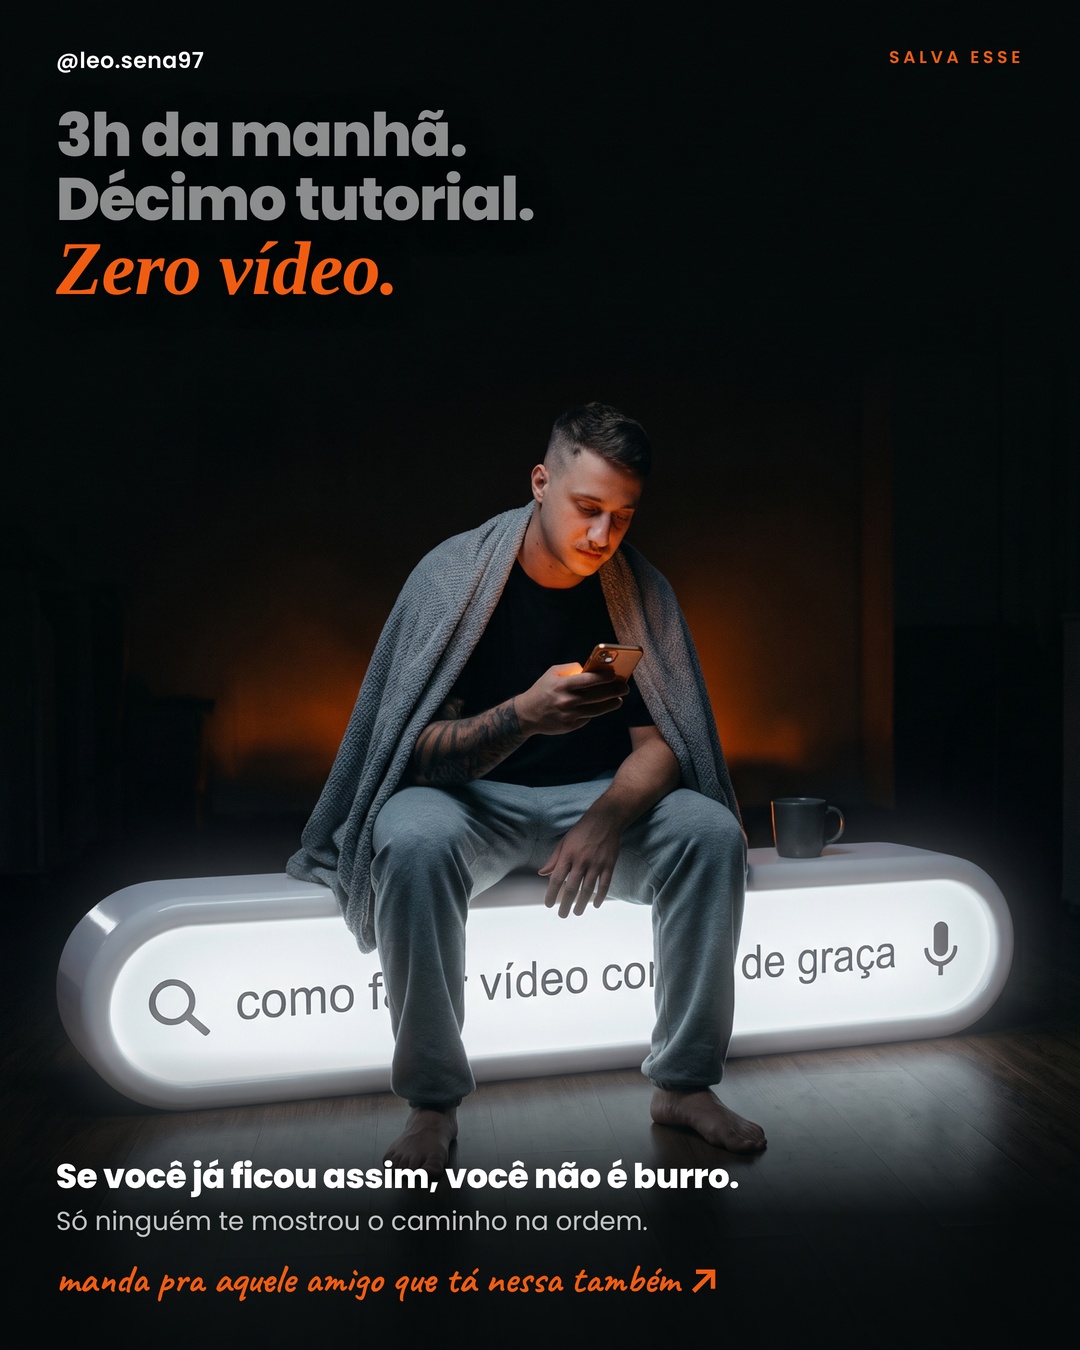 @leo.sena97
SALVA ESSE
3h da manhã.
Décimo tutorial.
Zero vídeo.
como vídeo de graça
Se você já ficou assim, você não é burro.
Só ninguém te mostrou o caminho na ordem.
manda pra aquele amigo que tá nessa também ↗